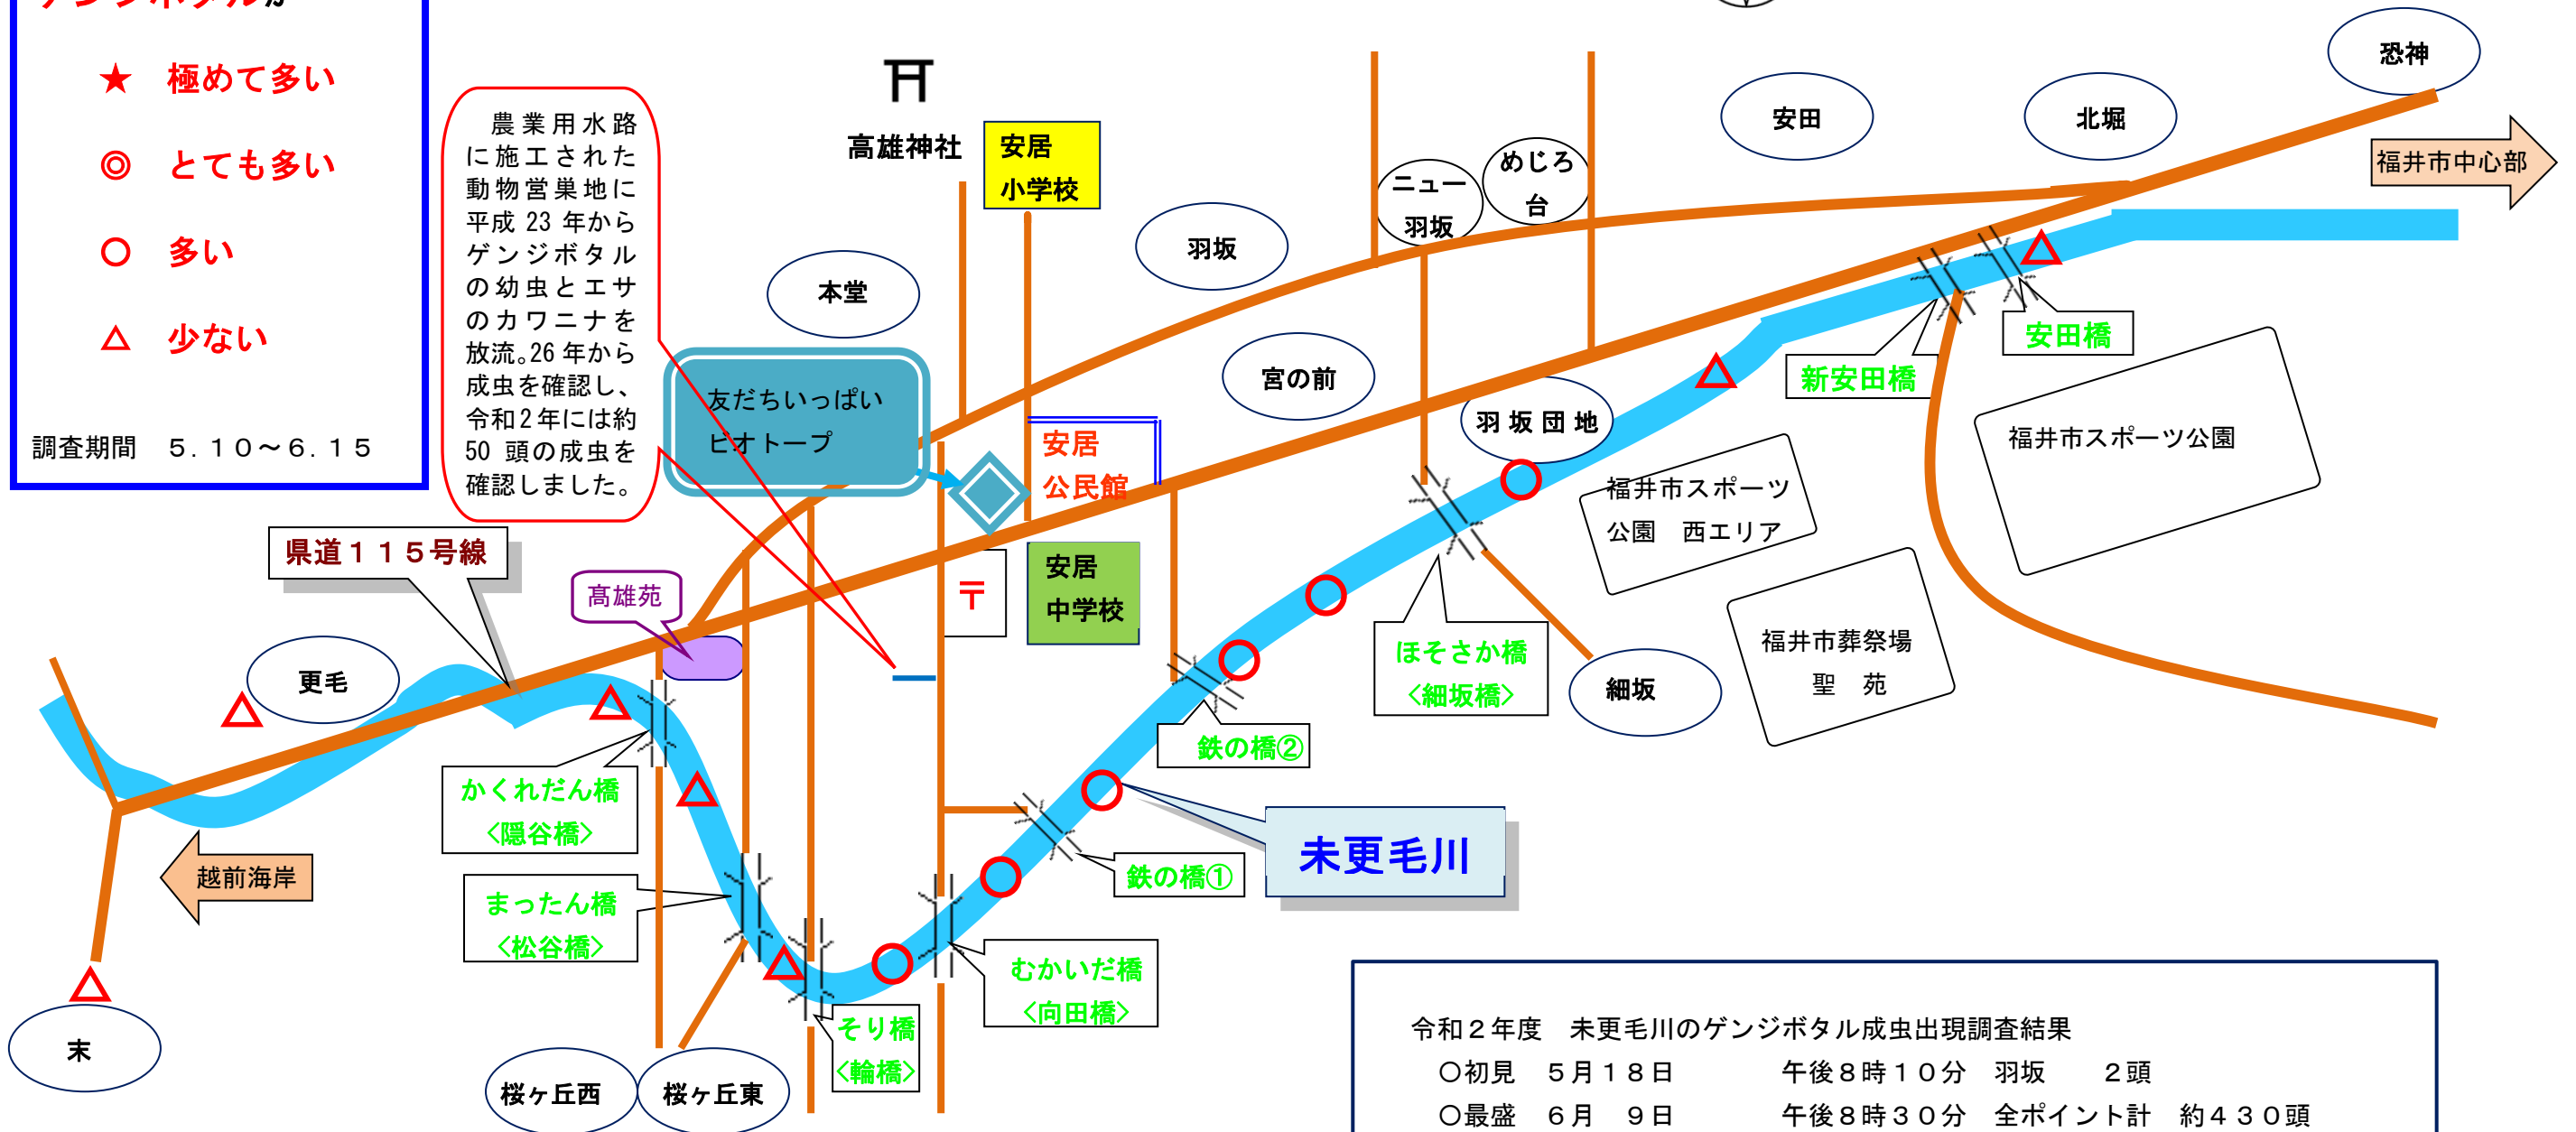 ゲンジボタルが
★　極めて多い
◎　とても多い
○　多い
△　少ない
調査期間　５．１０～６．１５
農業用水路
に施工された
動物営巣地に
平成 23 年から
ゲンジボタル
の幼虫とエサ
のカワニナを
放流。26 年から
成虫を確認し、
令和２年には約
50 頭の成虫を
確認しました。
高雄神社
安居
小学校
本堂
羽坂
ニュー
羽坂
めじろ
台
安田
北堀
恐神
福井市中心部
友だちいっぱい
ビオトープ
安居
公民館
宮の前
羽坂団地
新安田橋
安田橋
福井市スポーツ公園
福井市スポーツ
公園　西エリア
県道１１５号線
髙雄苑
〒
安居
中学校
ほそさか橋
<細坂橋>
細坂
福井市葬祭場
聖　苑
更毛
かくれだん橋
<隠谷橋>
鉄の橋②
越前海岸
まったん橋
<松谷橋>
鉄の橋①
未更毛川
むかいだ橋
<向田橋>
そり橋
<輪橋>
末
桜ヶ丘西
桜ヶ丘東
令和２年度　未更毛川のゲンジボタル成虫出現調査結果
○初見　５月１８日　　　　午後８時１０分　羽坂　　２頭
○最盛　６月　９日　　　　午後８時３０分　全ポイント計　約４３０頭